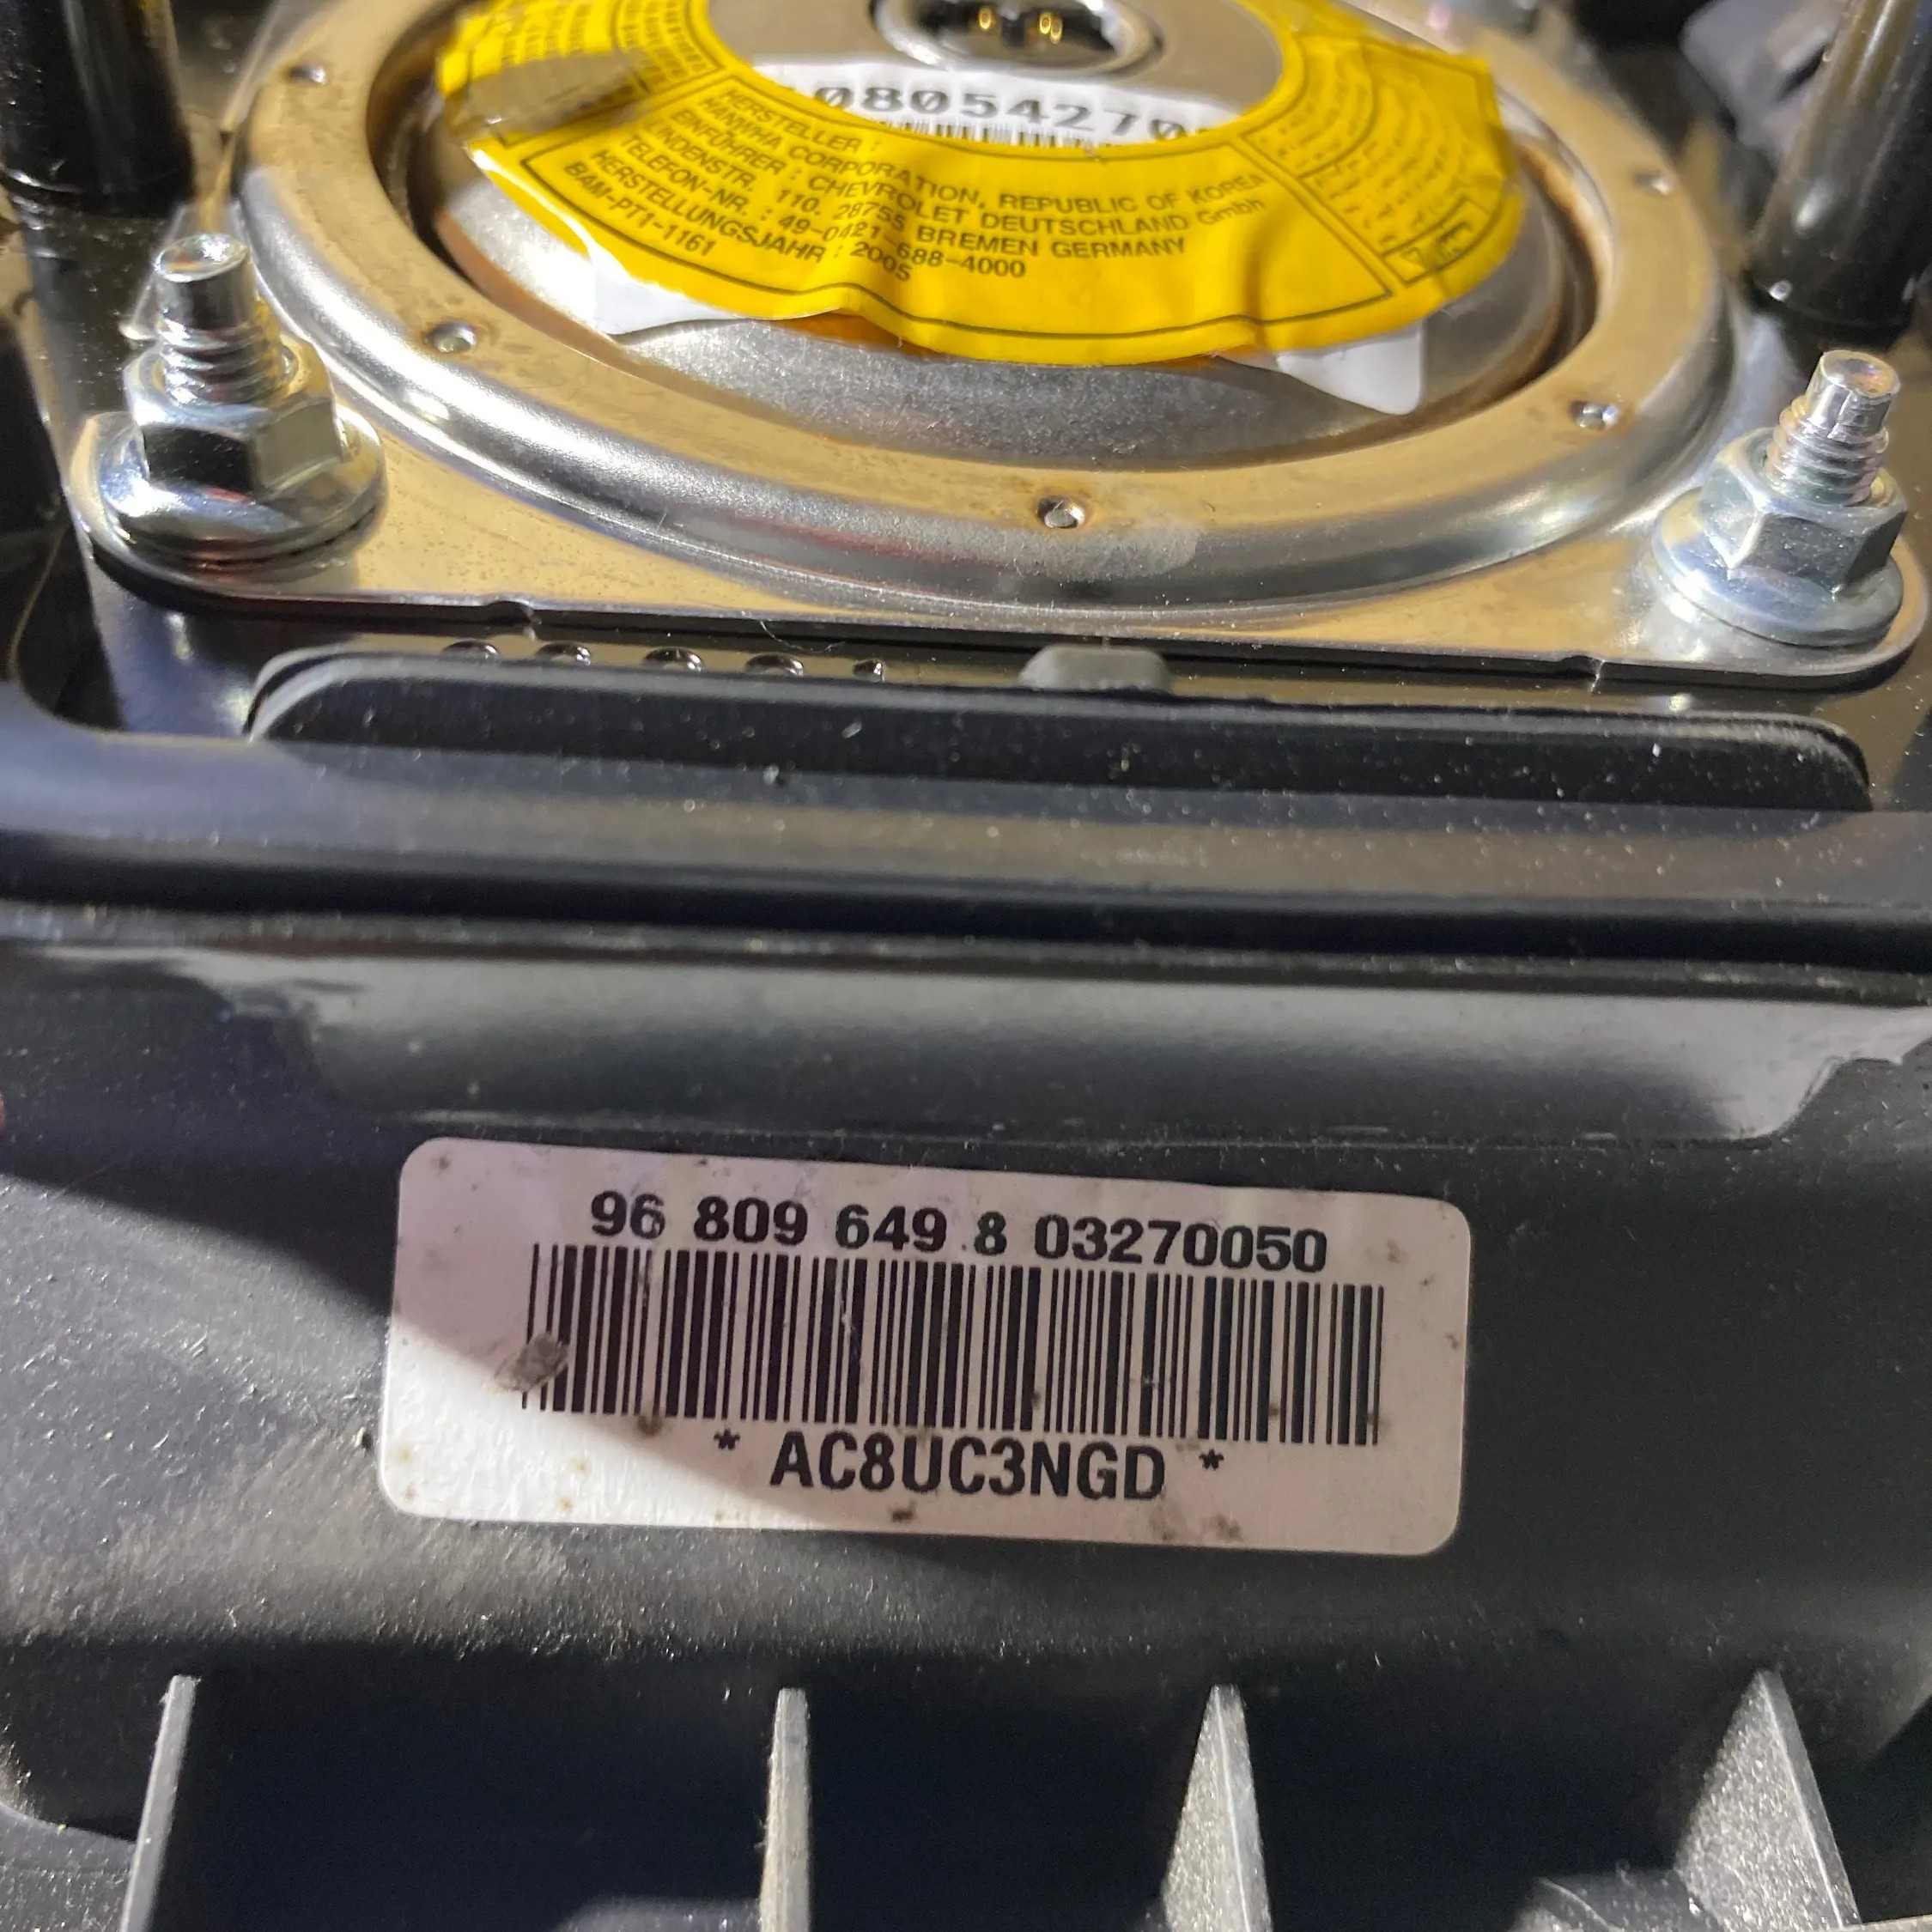 0805427
HERSTELLER :
HANWHA CORPORATION, REPUBLIC OF KOREA
EINFÜHRER : CHEVROLET DEUTSCHLAND GmbH
LINDENSTR. 110. 28755 BREMEN GERMANY
TELEFON-NR. : 49-0421-688-4000
HERSTELLUNGSJAHR : 2005
BAM-PT1-1161
96 809 649 8 03270050
* AC8UC3NGD *